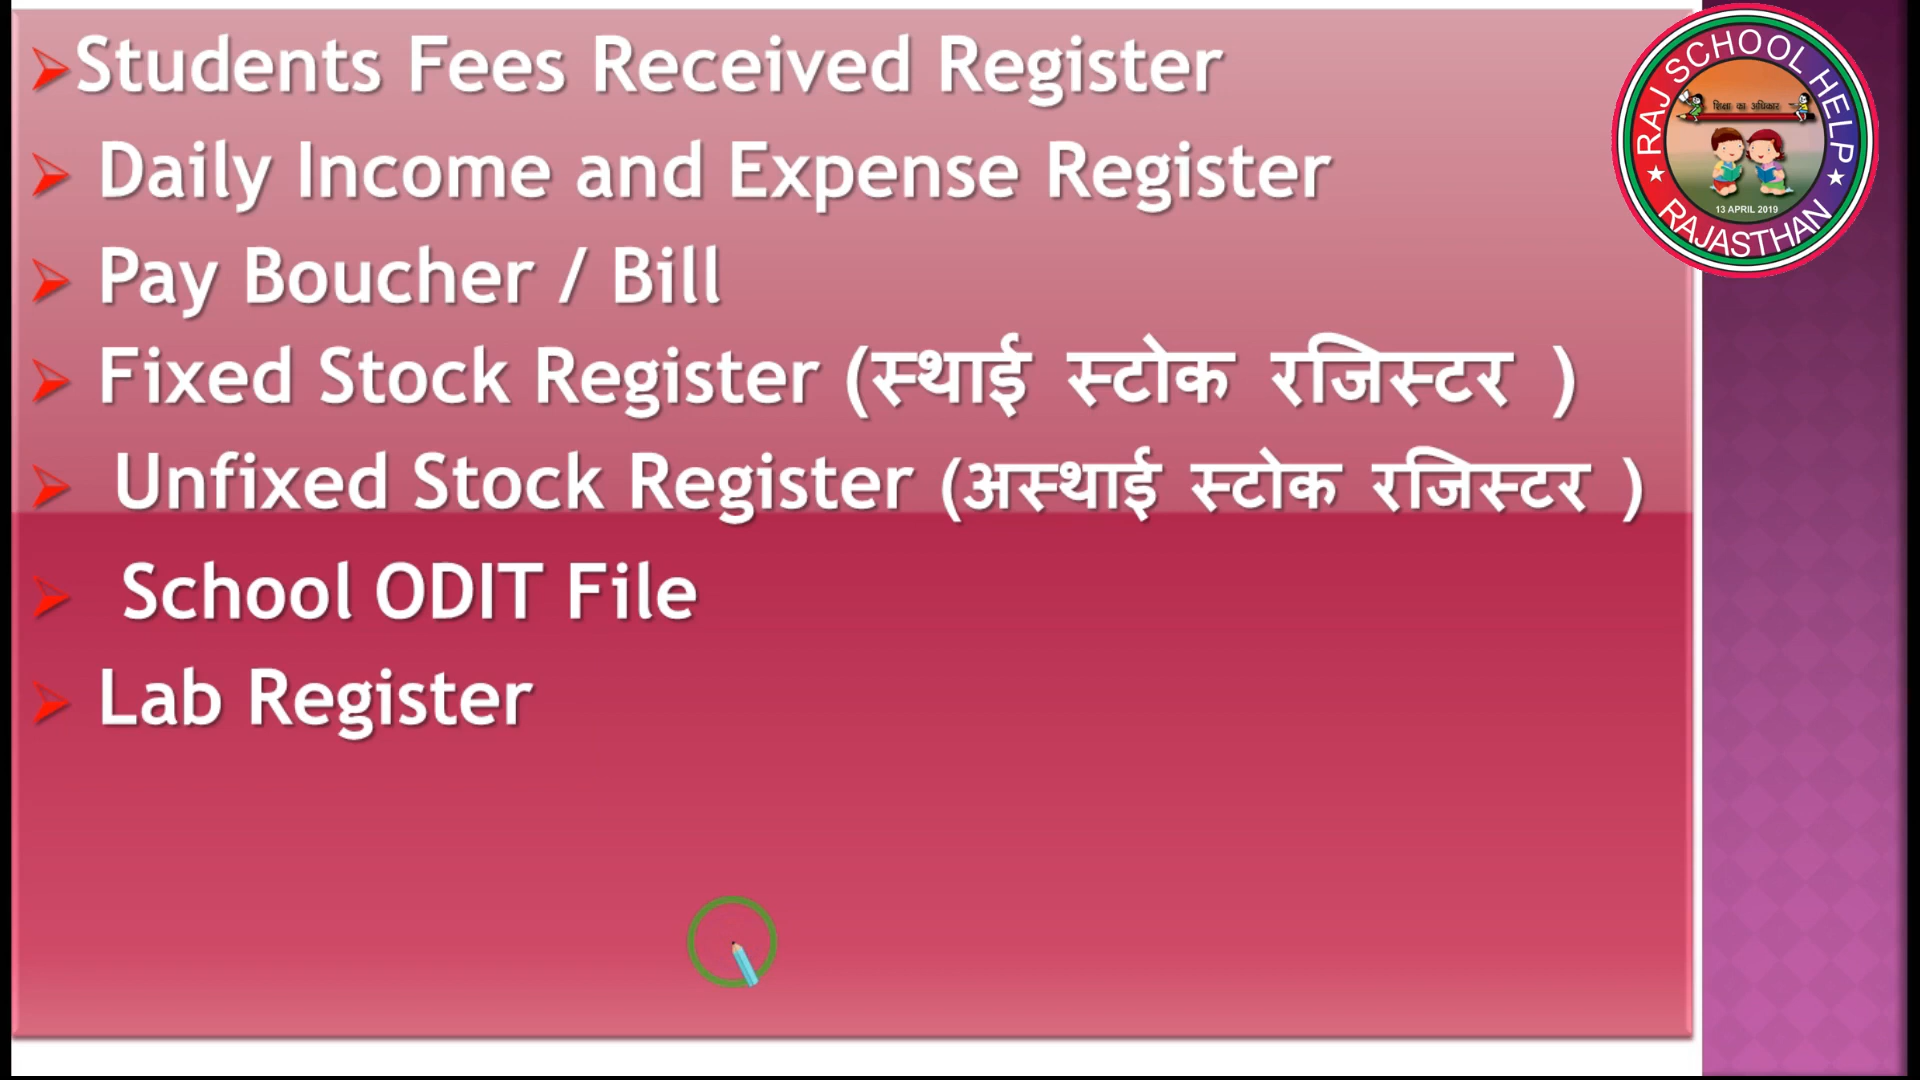 Students Fees Received Register
Daily Income and Expense Register
Pay Boucher / Bill
Fixed Stock Register (स्थाई स्टोक रजिस्टर )
Unfixed Stock Register (अस्थाई स्टोक रजिस्टर )
School ODIT File
Lab Register
RAJ SCHOOL HELP
शिक्षा का अधिकार
13 APRIL 2019
RAJASTHAN